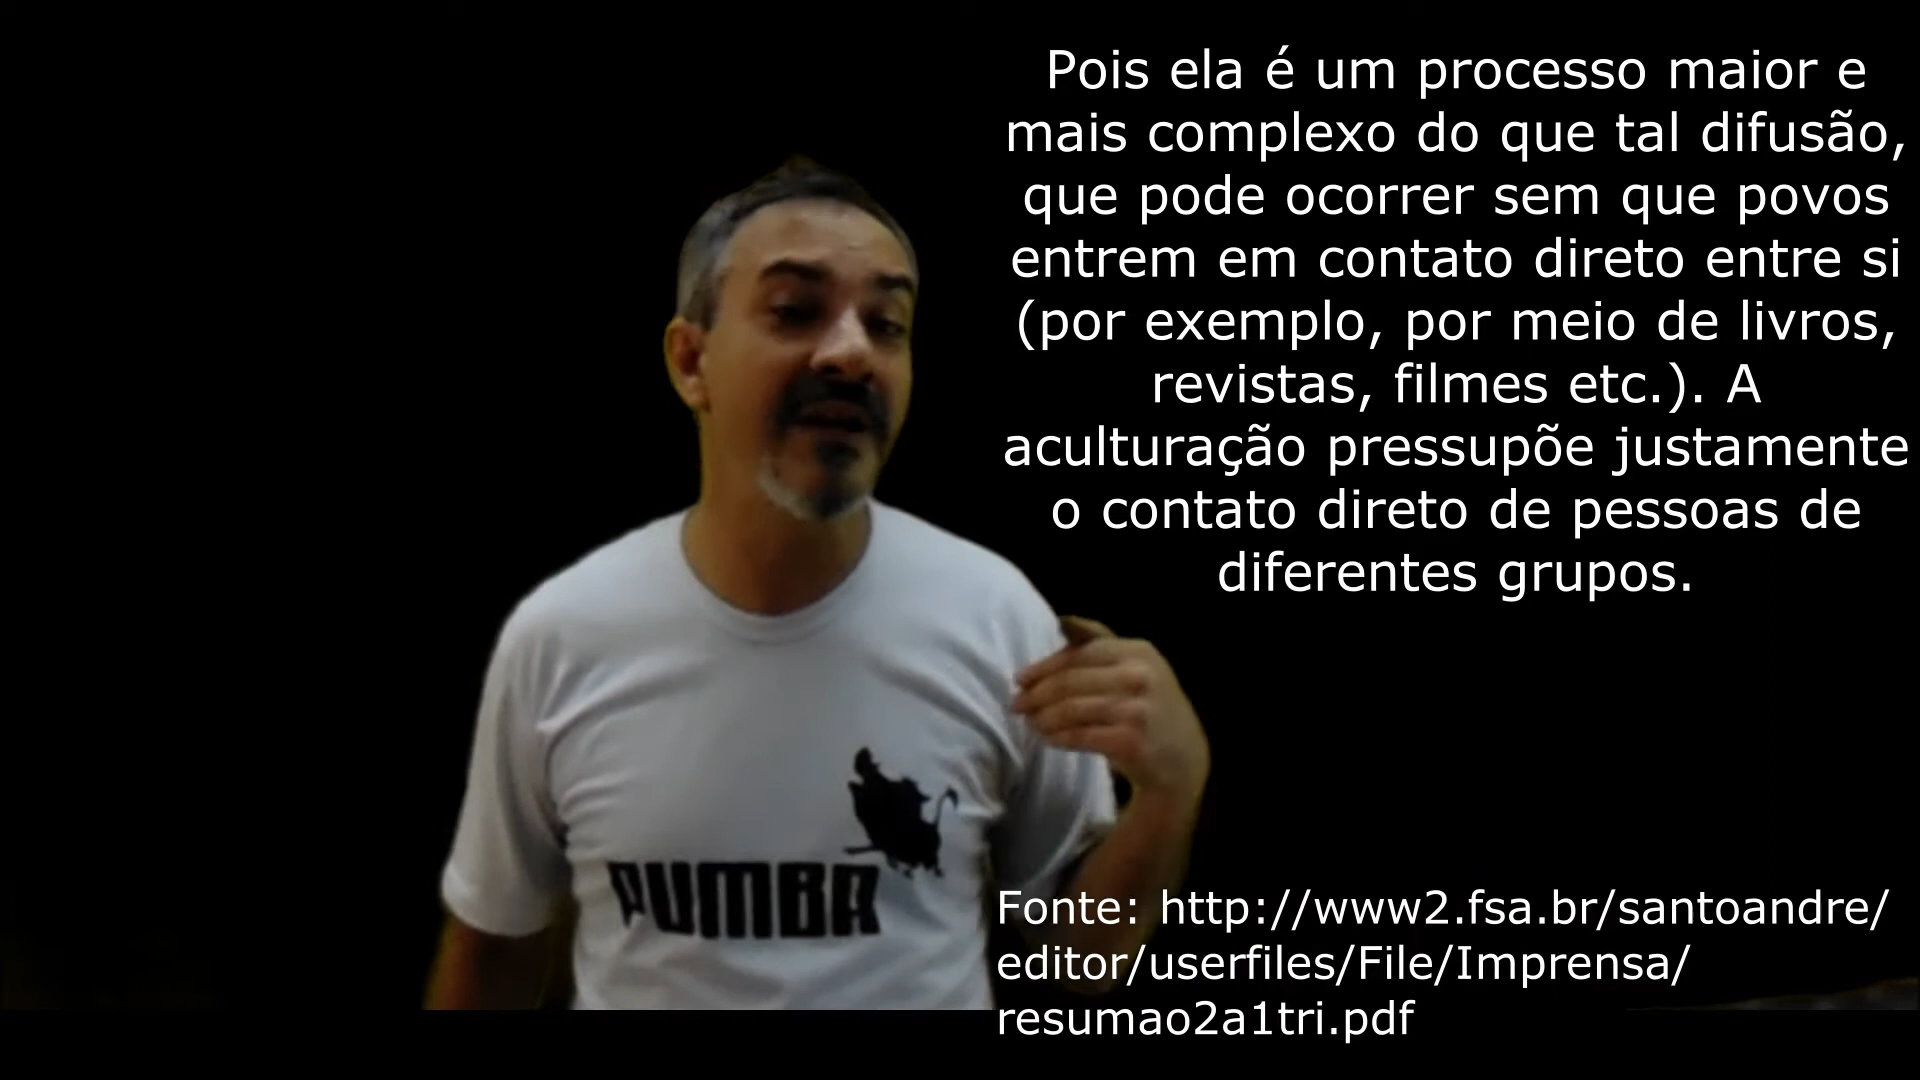 Pois ela é um processo maior e
mais complexo do que tal difusão,
que pode ocorrer sem que povos
entrem em contato direto entre si
(por exemplo, por meio de livros,
revistas, filmes etc.). A
aculturação pressupõe justamente
o contato direto de pessoas de
diferentes grupos.
PUMBA
Fonte: http://www2.fsa.br/santoandre/
editor/userfiles/File/Imprensa/
resumao2a1tri.pdf